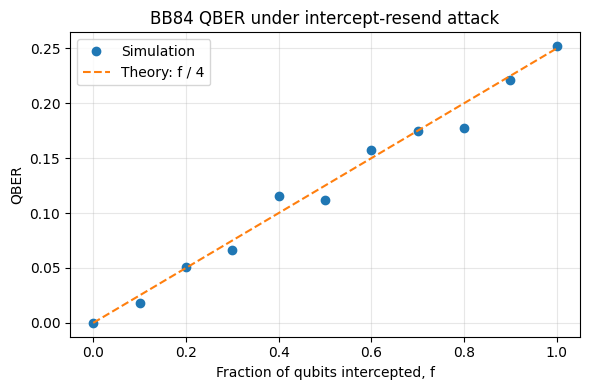 BB84 QBER under intercept-resend attack
Simulation
Theory: f / 4
QBER
0.25
0.20
0.15
0.10
0.05
0.00
0.0 0.2 0.4 0.6 0.8 1.0
Fraction of qubits intercepted, f